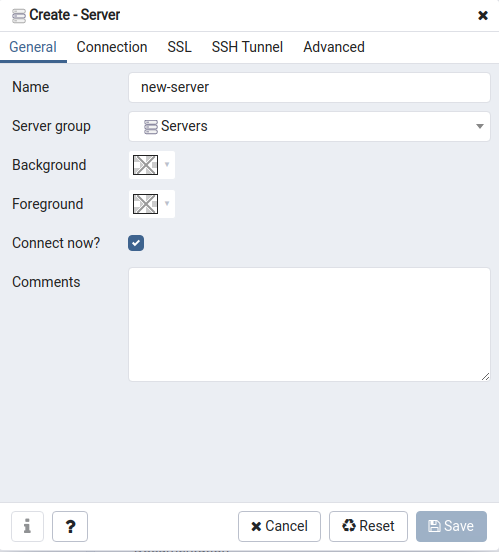 Create - Server
General Connection SSL SSH Tunnel Advanced
Name new-server
Server group Servers
Background
Foreground
Connect now?
Comments
i ? Cancel Reset Save